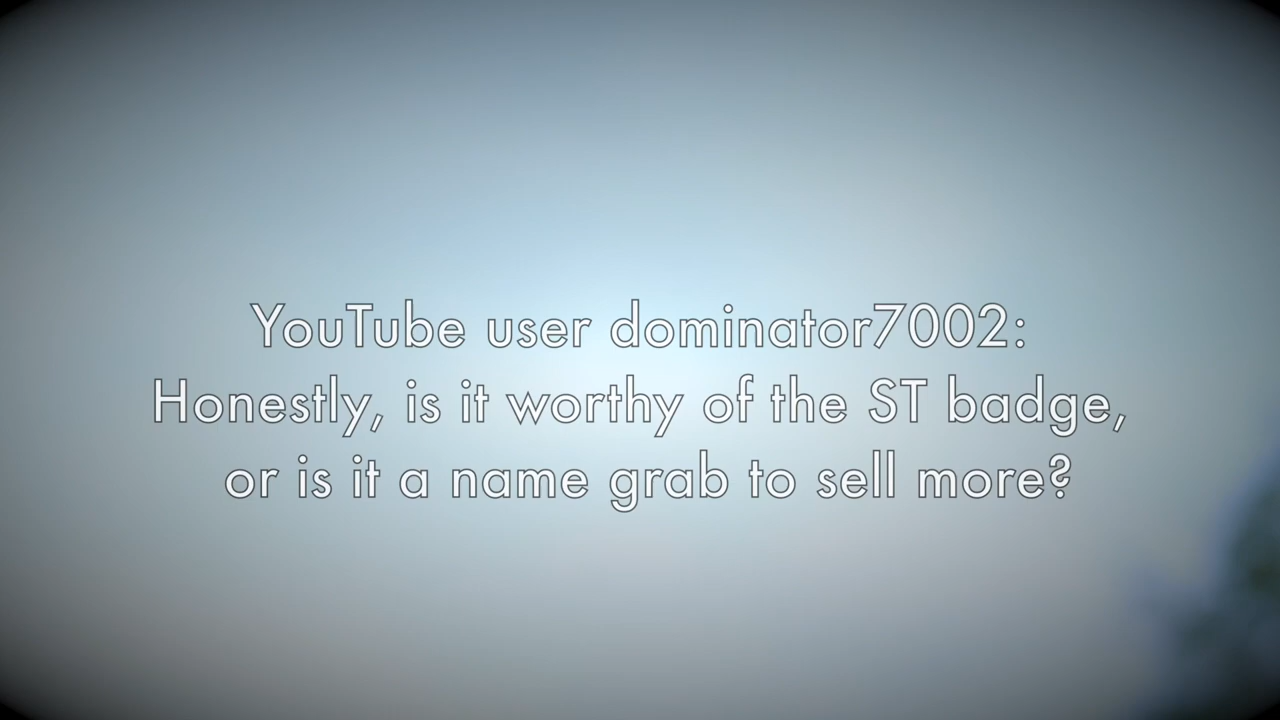 YouTube user dominator7002:
Honestly, is it worthy of the ST badge,
or is it a name grab to sell more?